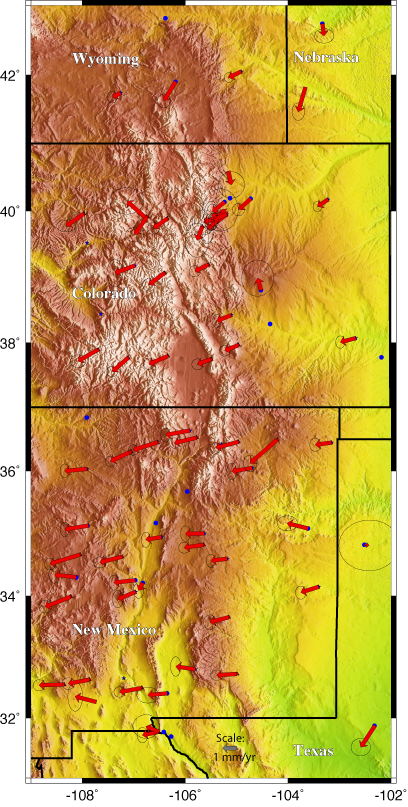 42°
Wyoming
Nebraska
40°
Colorado
38°
36°
34°
New Mexico
32°
Scale:
1 mm/yr
Texas
-108 -106 -104 -102